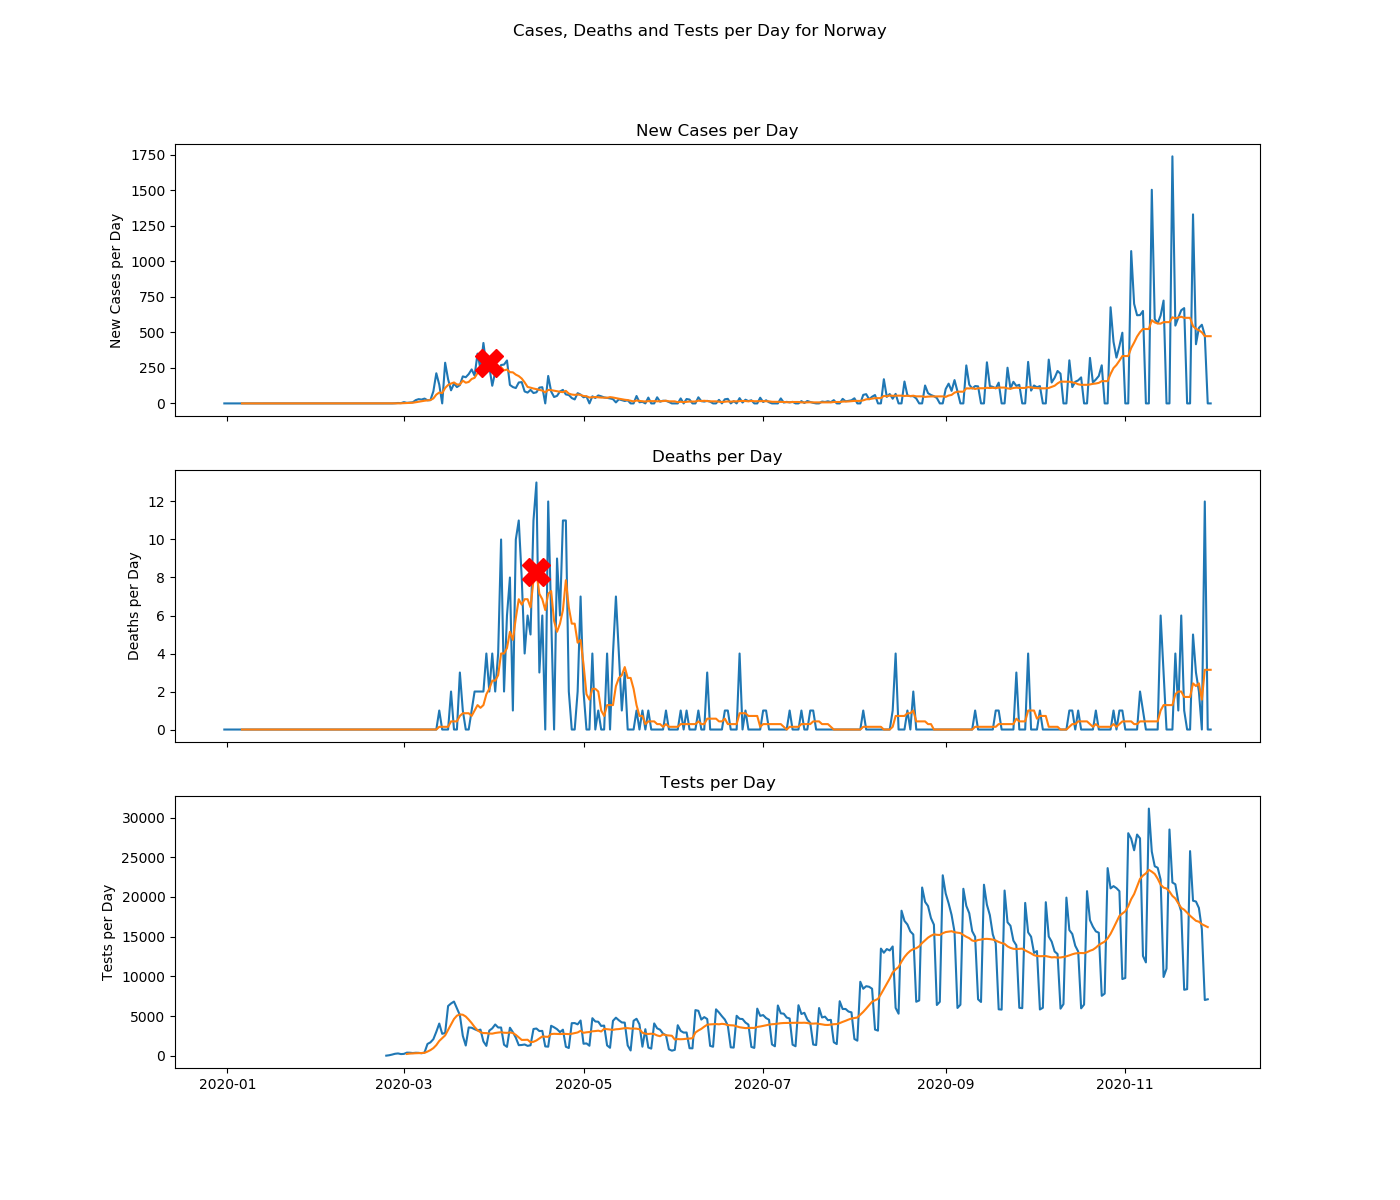 Cases, Deaths and Tests per Day for Norway
New Cases per Day
New Cases per Day
1750
1500
1250
1000
750
500
250
0
Deaths per Day
Deaths per Day
12
10
8
6
4
2
0
Tests per Day
Tests per Day
30000
25000
20000
15000
10000
5000
0
2020-01 2020-03 2020-05 2020-07 2020-09 2020-11